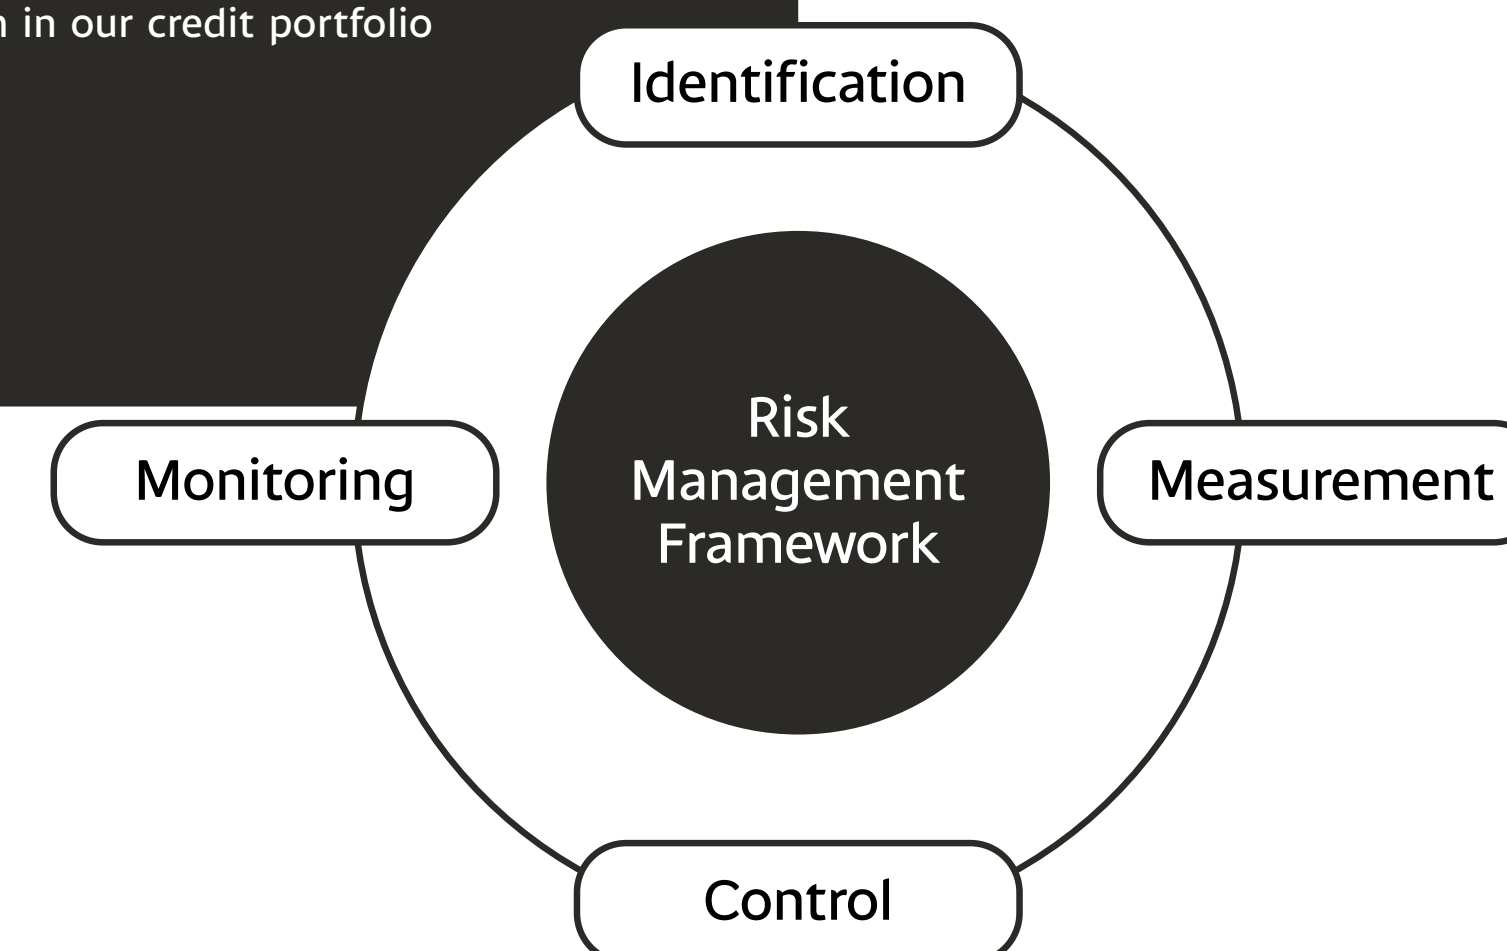 in our credit portfolio
Identification
Risk
Management
Framework
Monitoring
Measurement
Control